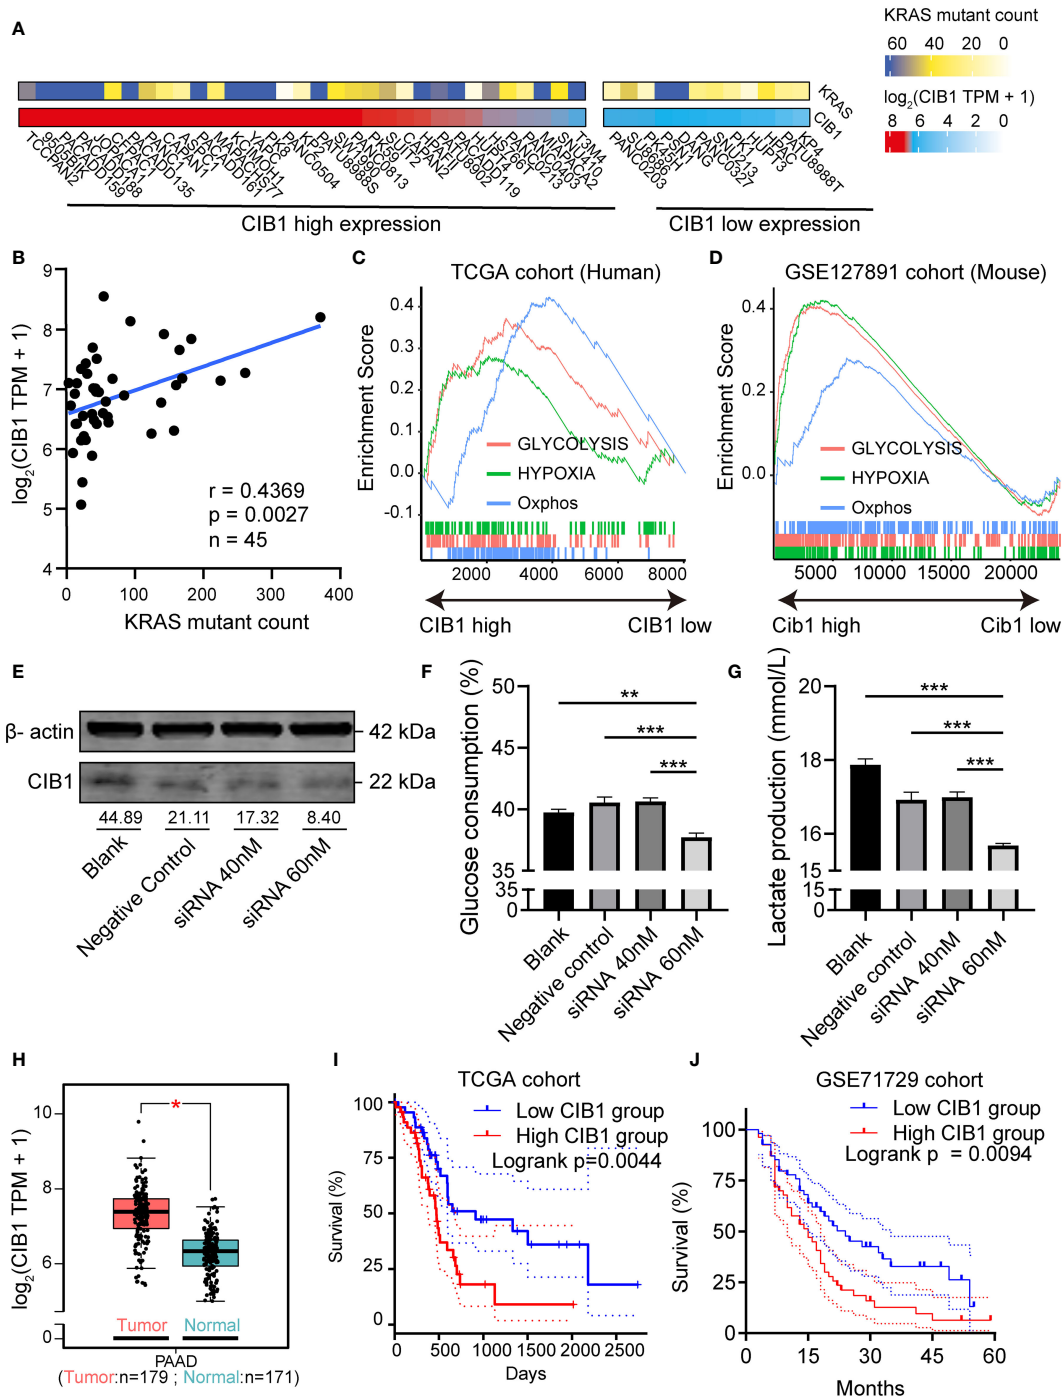 A
KRAS mutant count
60 40 20 0
log2(CIB1 TPM + 1)
8 6 4 2 0
KRAS
CIB1
CIB1 high expression
CIB1 low expression
B
9
8
7
6
5
4
log2(CIB1 TPM + 1)
r = 0.4369
p = 0.0027
n = 45
0 100 200 300 400
KRAS mutant count
C
TCGA cohort (Human)
Enrichment Score
0.4
0.3
0.2
0.1
0.0
-0.1
GLYCOLYSIS
HYPOXIA
Oxphos
2000 4000 6000 8000
CIB1 high CIB1 low
D
GSE127891 cohort (Mouse)
Enrichment Score
0.4
0.2
0.0
GLYCOLYSIS
HYPOXIA
Oxphos
5000 10000 15000 20000
Cib1 high Cib1 low
E
β- actin 42 kDa
CIB1 22 kDa
44.89 21.11 17.32 8.40
Blank
Negative Control
siRNA 40nM
siRNA 60nM
F
Glucose consumption (%)
50
45
40
35
35
0
**
***
***
Blank
Negative control
siRNA 40nM
siRNA 60nM
G
Lactate production (mmol/L)
20
18
16
15
15
0
***
***
***
Blank
Negative control
siRNA 40nM
siRNA 60nM
H
log2(CIB1 TPM + 1)
10
8
6
0
*
Tumor Normal
PAAD
(Tumor:n=179 ; Normal:n=171)
I
TCGA cohort
Low CIB1 group
High CIB1 group
Logrank p=0.0044
Survival (%)
100
75
50
25
0
0 500 1000 1500 2000 2500
Days
J
GSE71729 cohort
Low CIB1 group
High CIB1 group
Logrank p = 0.0094
Survival (%)
100
75
50
25
0
0 15 30 45 60
Months